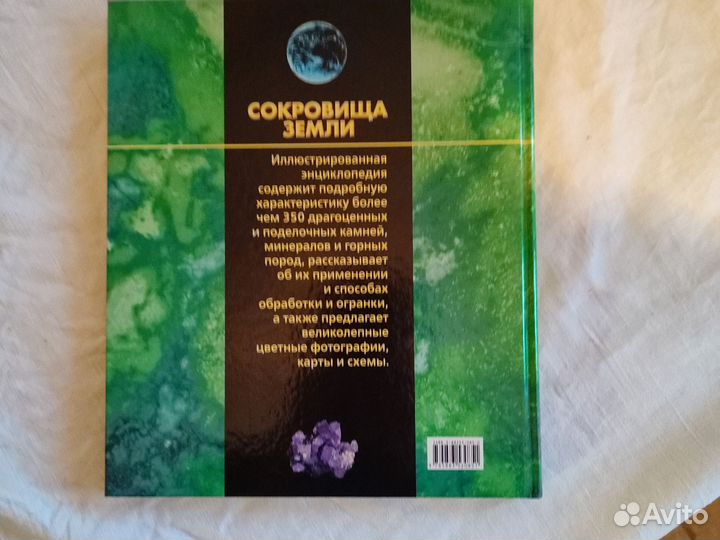 СОКРОВИЩА
ЗЕМЛИ
Иллюстрированная
энциклопедия
содержит подробную
характеристику более
чем 350 драгоценных
и поделочных камней,
минералов и горных
пород, рассказывает
об их применении
и способах
обработки и огранки,
а также предлагает
великолепные
цветные фотографии,
карты и схемы.
Avito